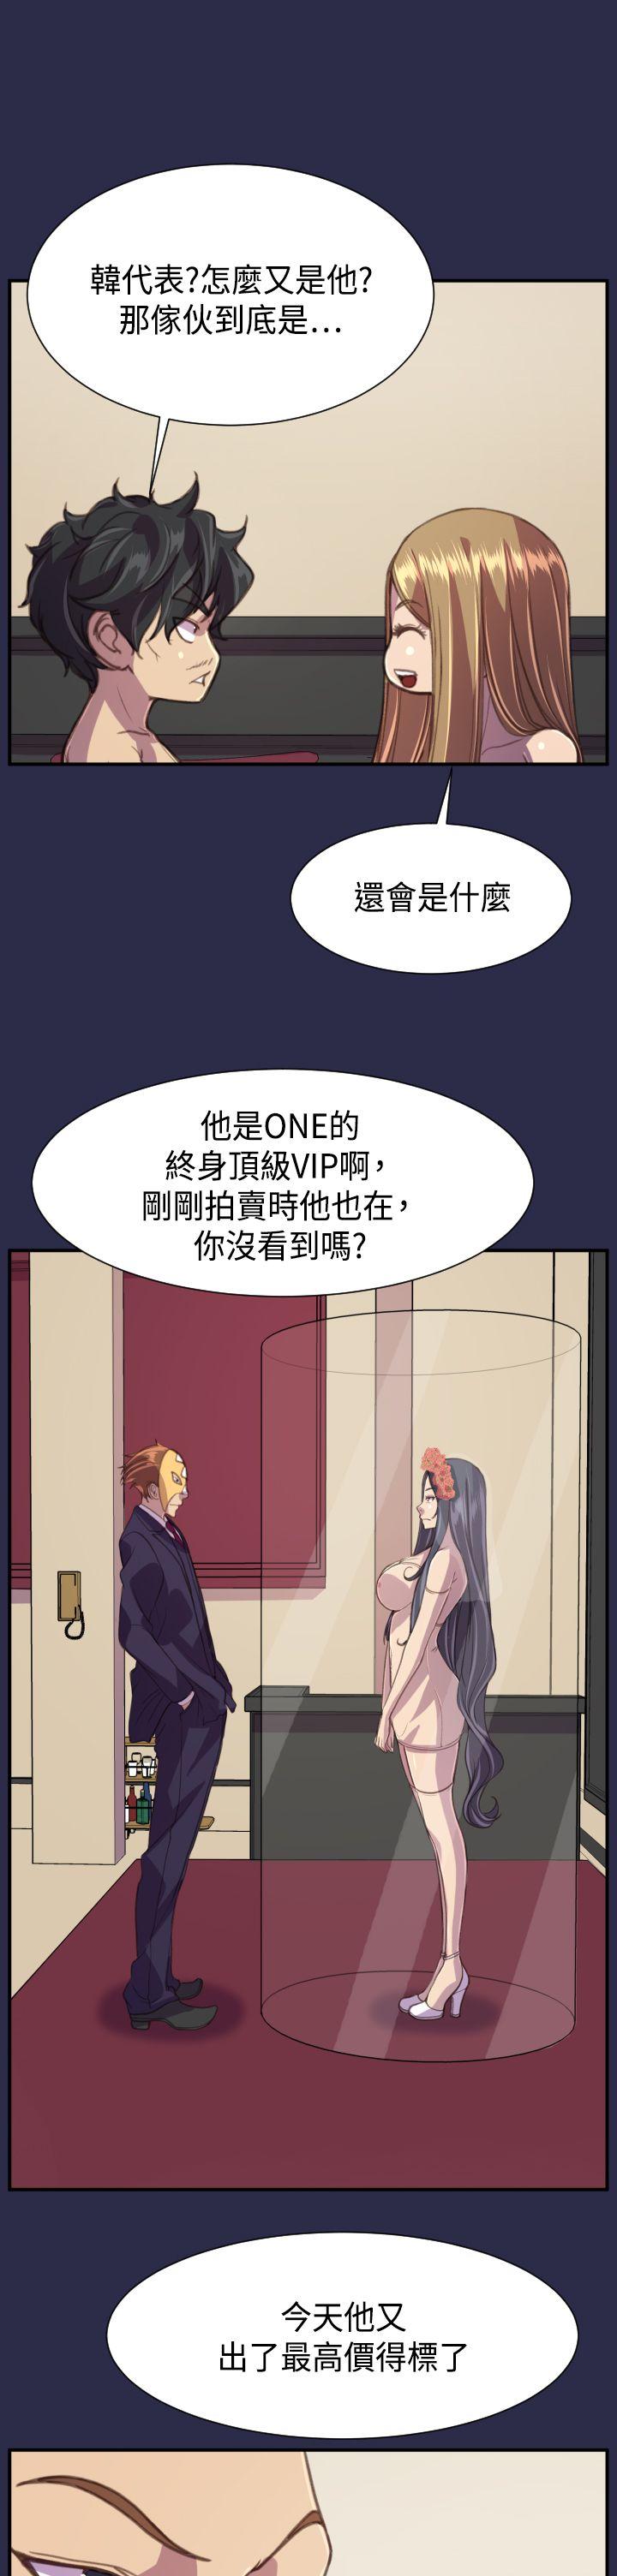 韓代表?怎麼又是他?
那傢伙到底是...
還會是什麼
他是ONE的
終身頂級VIP啊,
剛剛拍賣時他也在,
你沒看到嗎?
今天他又
出了最高價得標了